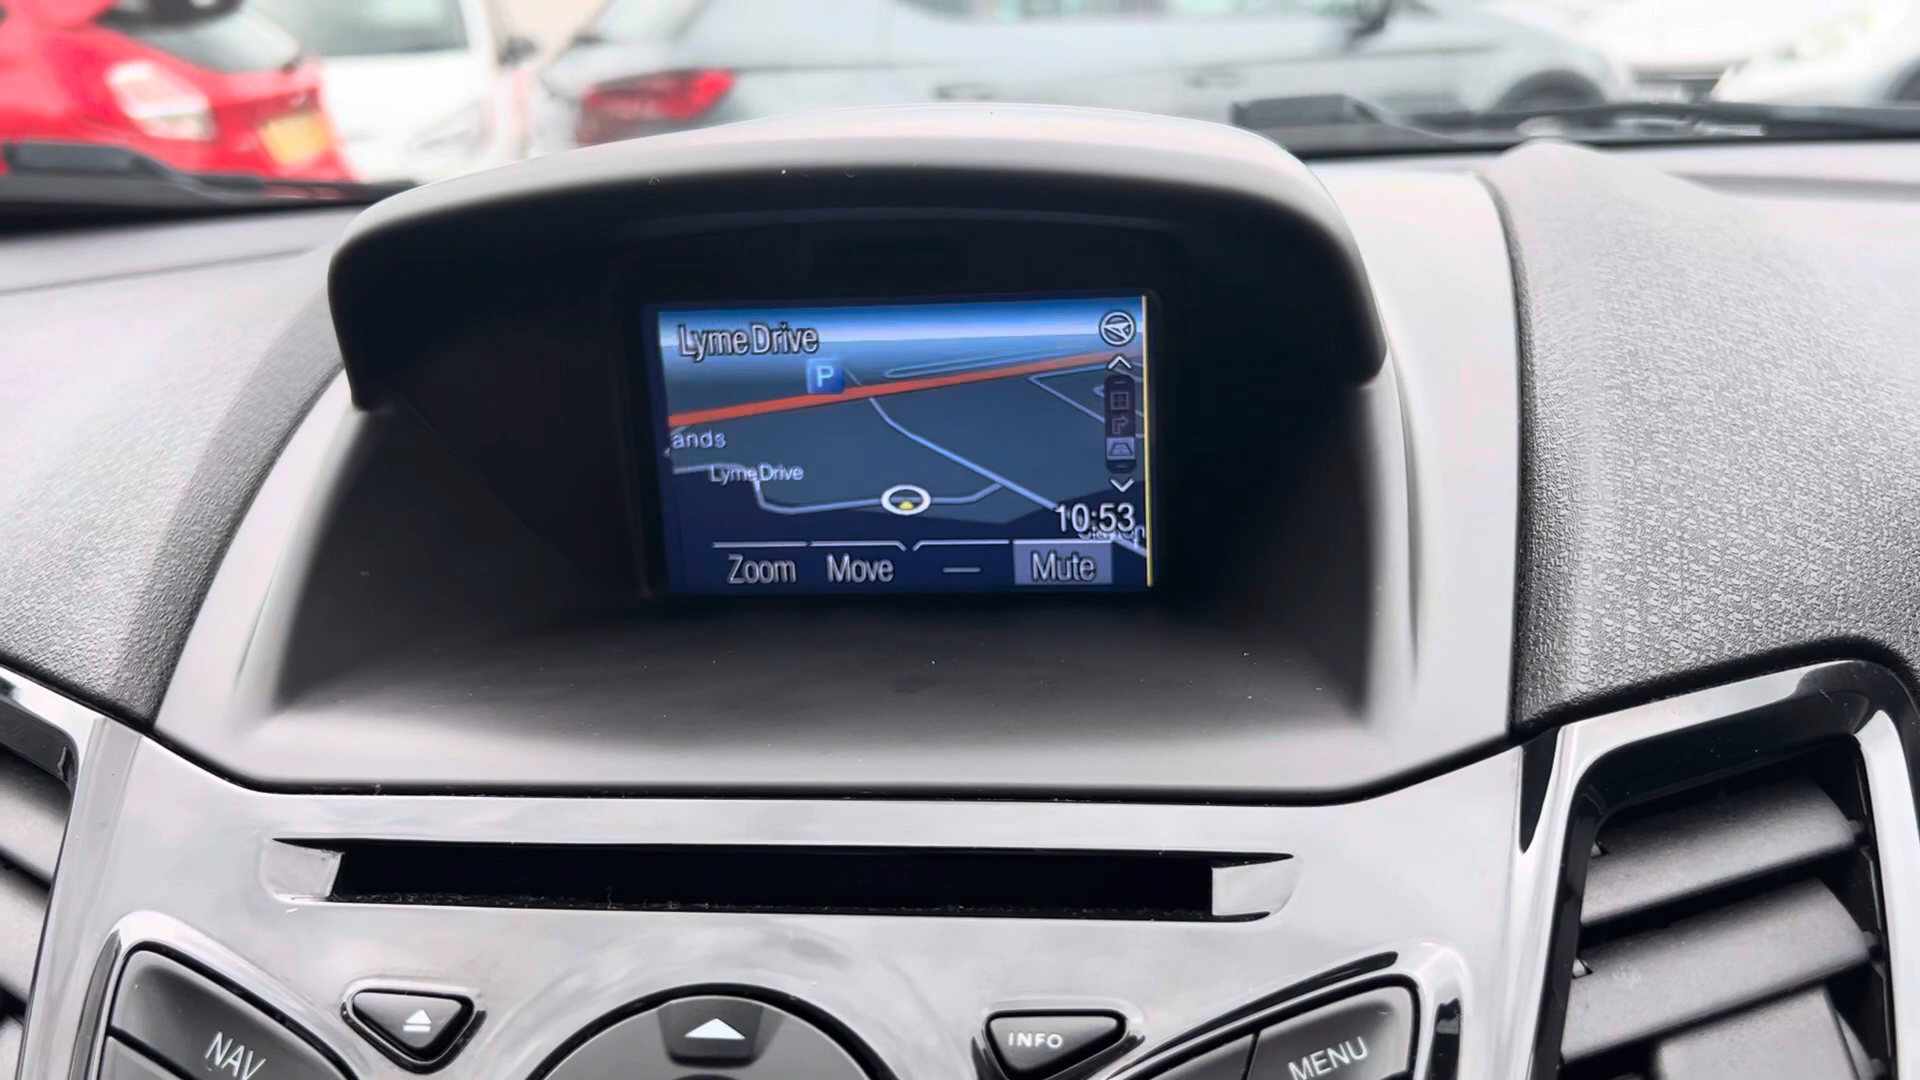 Lyme Drive
P
ands
Lyme Drive
10:53
Zoom Move — Mute
NAV
INFO
MENU